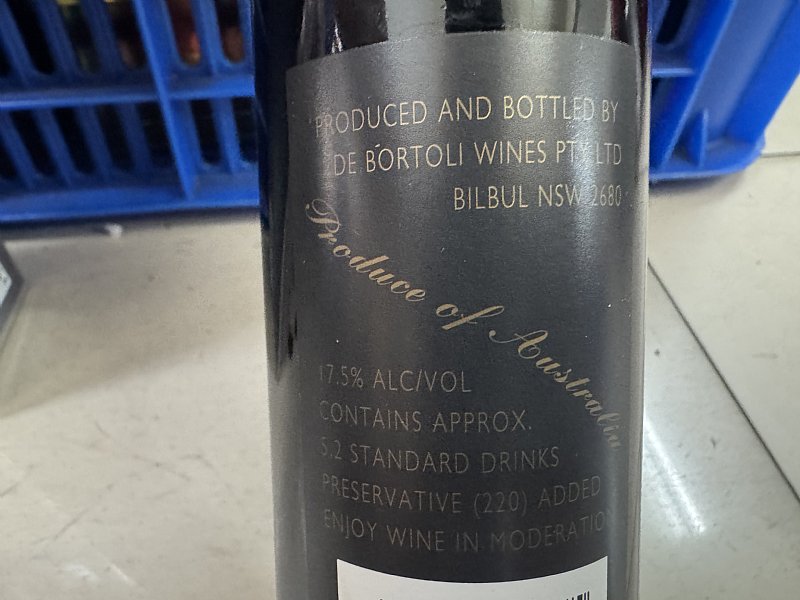 PRODUCED AND BOTTLED BY
DE BORTOLI WINES PTY LTD
BILBUL NSW 2680
Produce of Australia
17.5% ALC/VOL
CONTAINS APPROX.
5.2 STANDARD DRINKS
PRESERVATIVE (220) ADDED
ENJOY WINE IN MODERATION